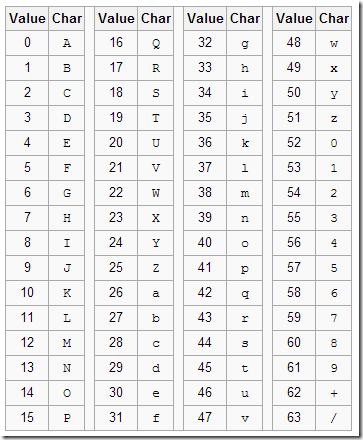 Value Char Value Char Value Char Value Char
0 A 16 Q 32 g 48 w
1 B 17 R 33 h 49 x
2 C 18 S 34 i 50 y
3 D 19 T 35 j 51 z
4 E 20 U 36 k 52 0
5 F 21 V 37 l 53 1
6 G 22 W 38 m 54 2
7 H 23 X 39 n 55 3
8 I 24 Y 40 o 56 4
9 J 25 Z 41 p 57 5
10 K 26 a 42 q 58 6
11 L 27 b 43 r 59 7
12 M 28 c 44 s 60 8
13 N 29 d 45 t 61 9
14 O 30 e 46 u 62 +
15 P 31 f 47 v 63 /